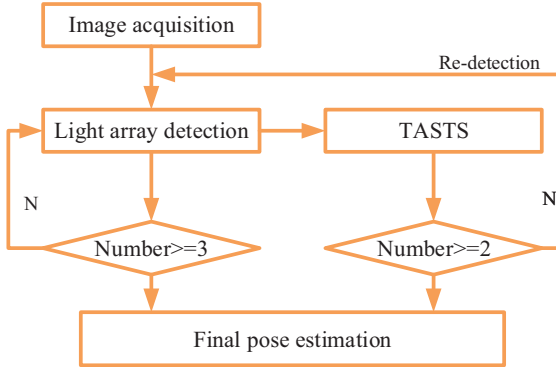 Image acquisition
Re-detection
Light array detection
TASTS
N
N
Number>=3
Number>=2
Final pose estimation